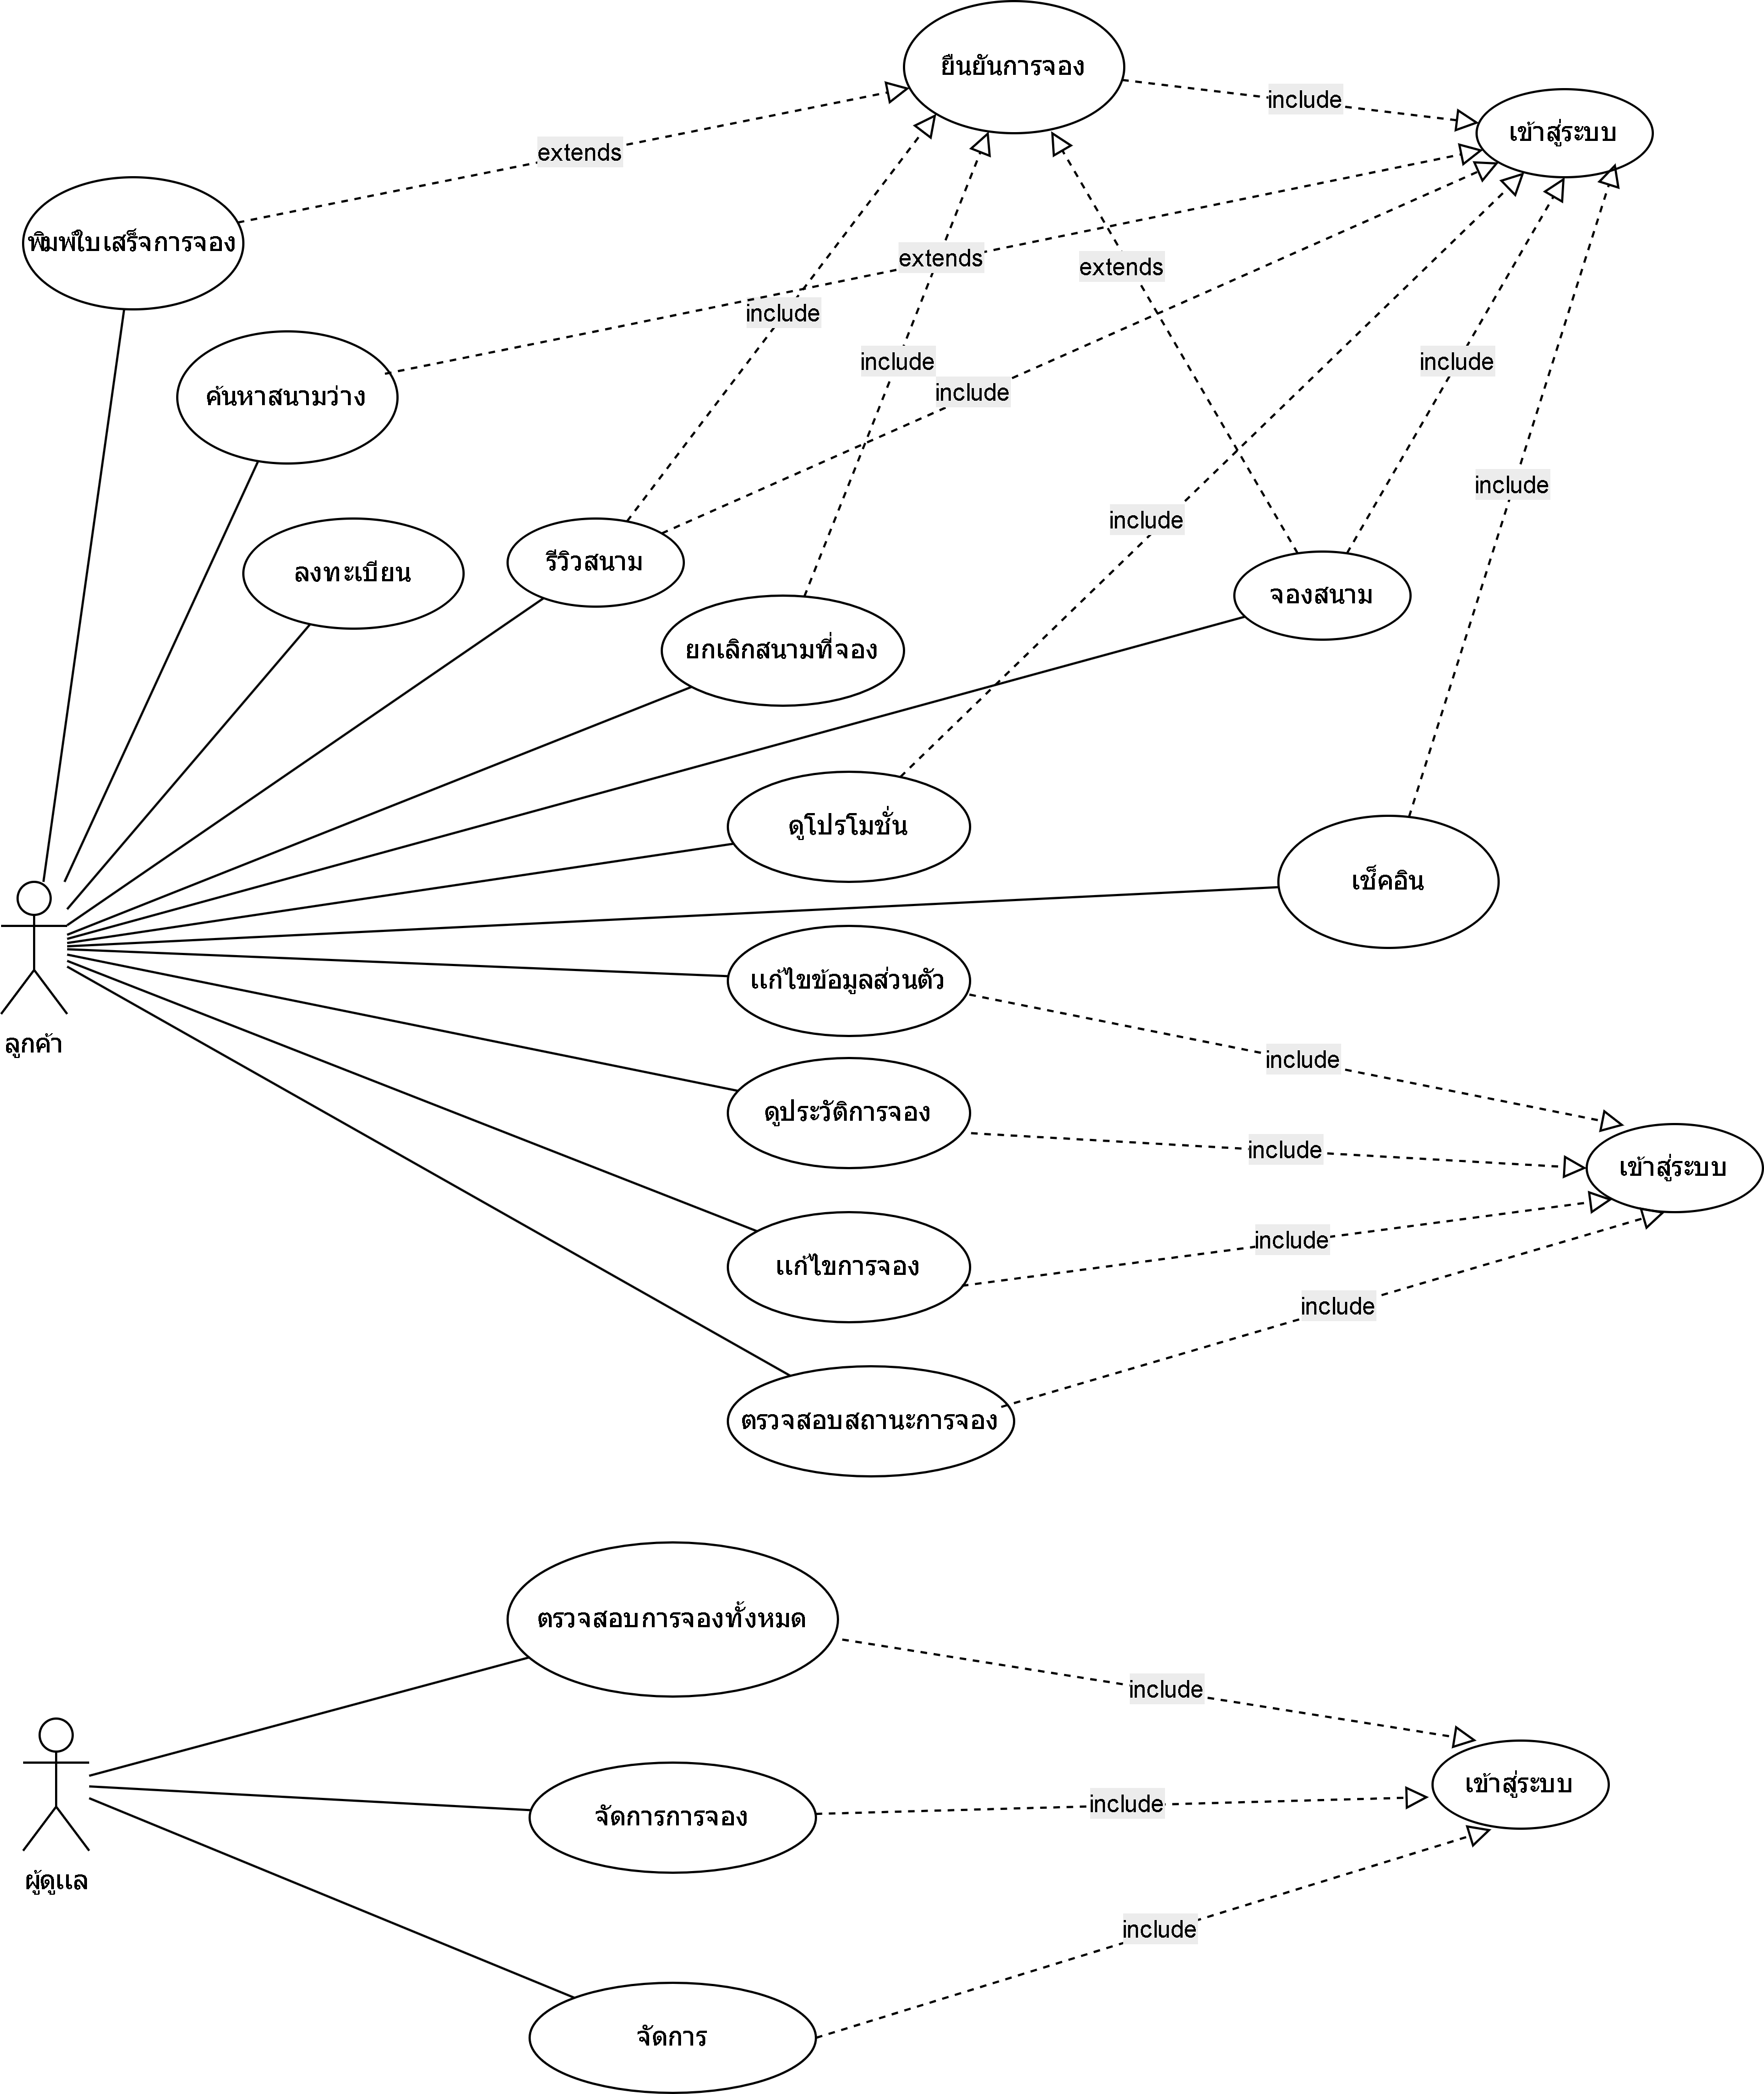 ยืนยันการจอง
include
เข้าสู่ระบบ
extends
พิมพ์ใบเสร็จการจอง
extends
extends
include
include
include
include
ค้นหาสนามว่าง
include
include
รีวิวสนาม
ลงทะเบียน
จองสนาม
ยกเลิกสนามที่จอง
ดูโปรโมชั่น
เช็คอิน
แก้ไขข้อมูลส่วนตัว
ลูกค้า
include
ดูประวัติการจอง
include
เข้าสู่ระบบ
include
แก้ไขการจอง
include
ตรวจสอบสถานะการจอง
ตรวจสอบการจองทั้งหมด
include
เข้าสู่ระบบ
include
จัดการการจอง
ผู้ดูแล
include
จัดการ